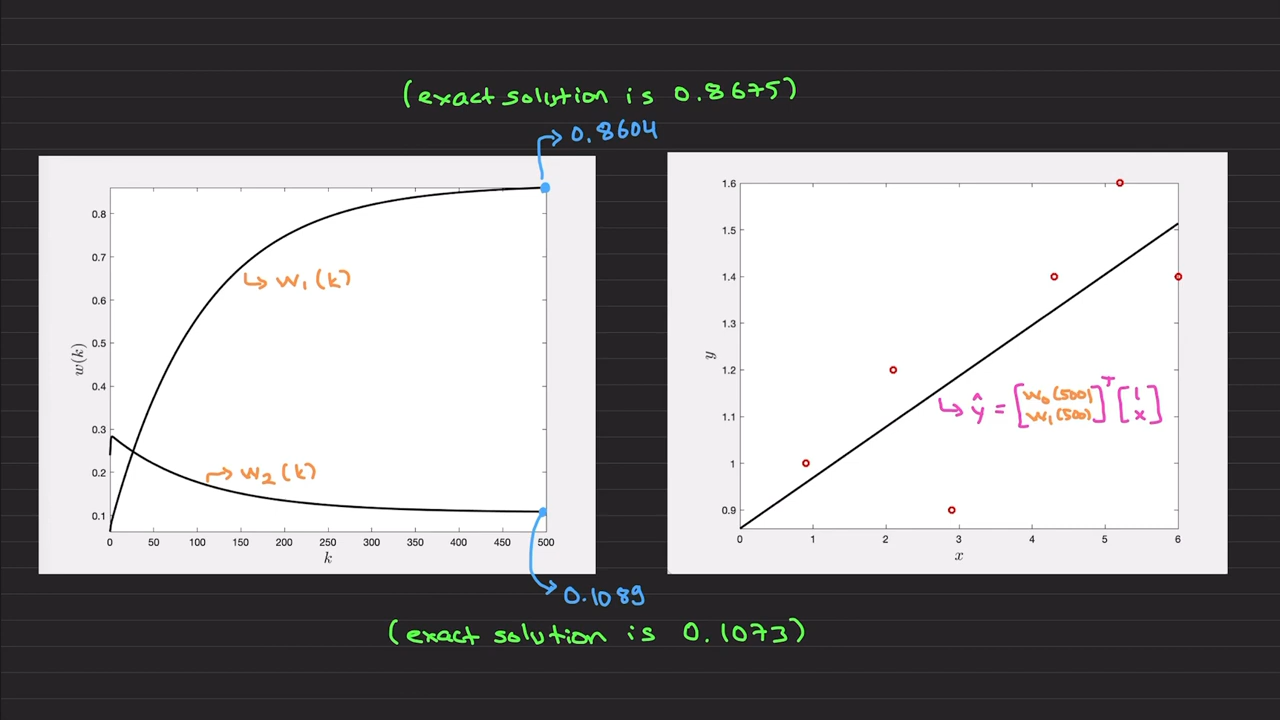 (exact solution is 0.8675)
0.8604
0.8
0.7
0.6
0.5
0.4
0.3
0.2
0.1
w(k)
w₁(k)
w₂(k)
0 50 100 150 200 250 300 350 400 450 500
k
0.1089
(exact solution is 0.1073)
1.6
1.5
1.4
1.3
1.2
1.1
1
0.9
y
ŷ = [w₀(500) w₁(500)]ᵀ [1 x]
0 1 2 3 4 5 6
x